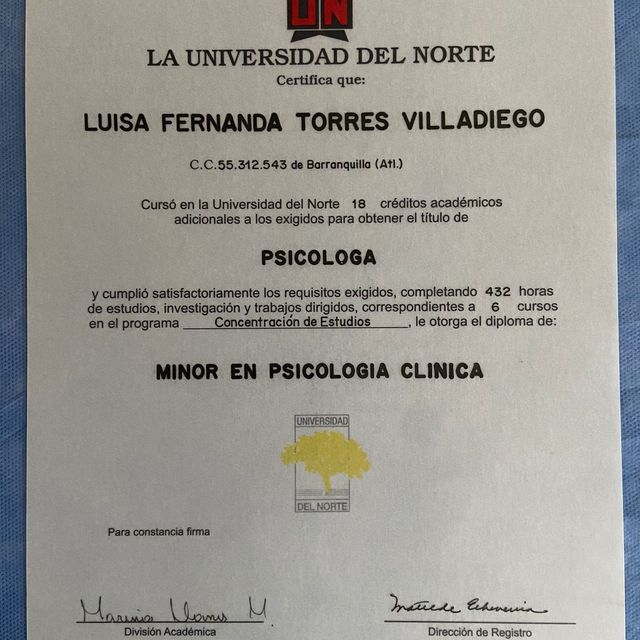 UN
LA UNIVERSIDAD DEL NORTE
Certifica que:
LUISA FERNANDA TORRES VILLADIEGO
C.C.55.312.543 de Barranquilla (Atl.)
Cursó en la Universidad del Norte 18 créditos académicos
adicionales a los exigidos para obtener el título de
PSICOLOGA
y cumplió satisfactoriamente los requisitos exigidos, completando 432 horas
de estudios, investigación y trabajos dirigidos, correspondientes a 6 cursos
en el programa Concentración de Estudios, le otorga el diploma de:
MINOR EN PSICOLOGIA CLINICA
UNIVERSIDAD
DEL NORTE
Para constancia firma
Matilde Echeverria
División Académica
Dirección de Registro